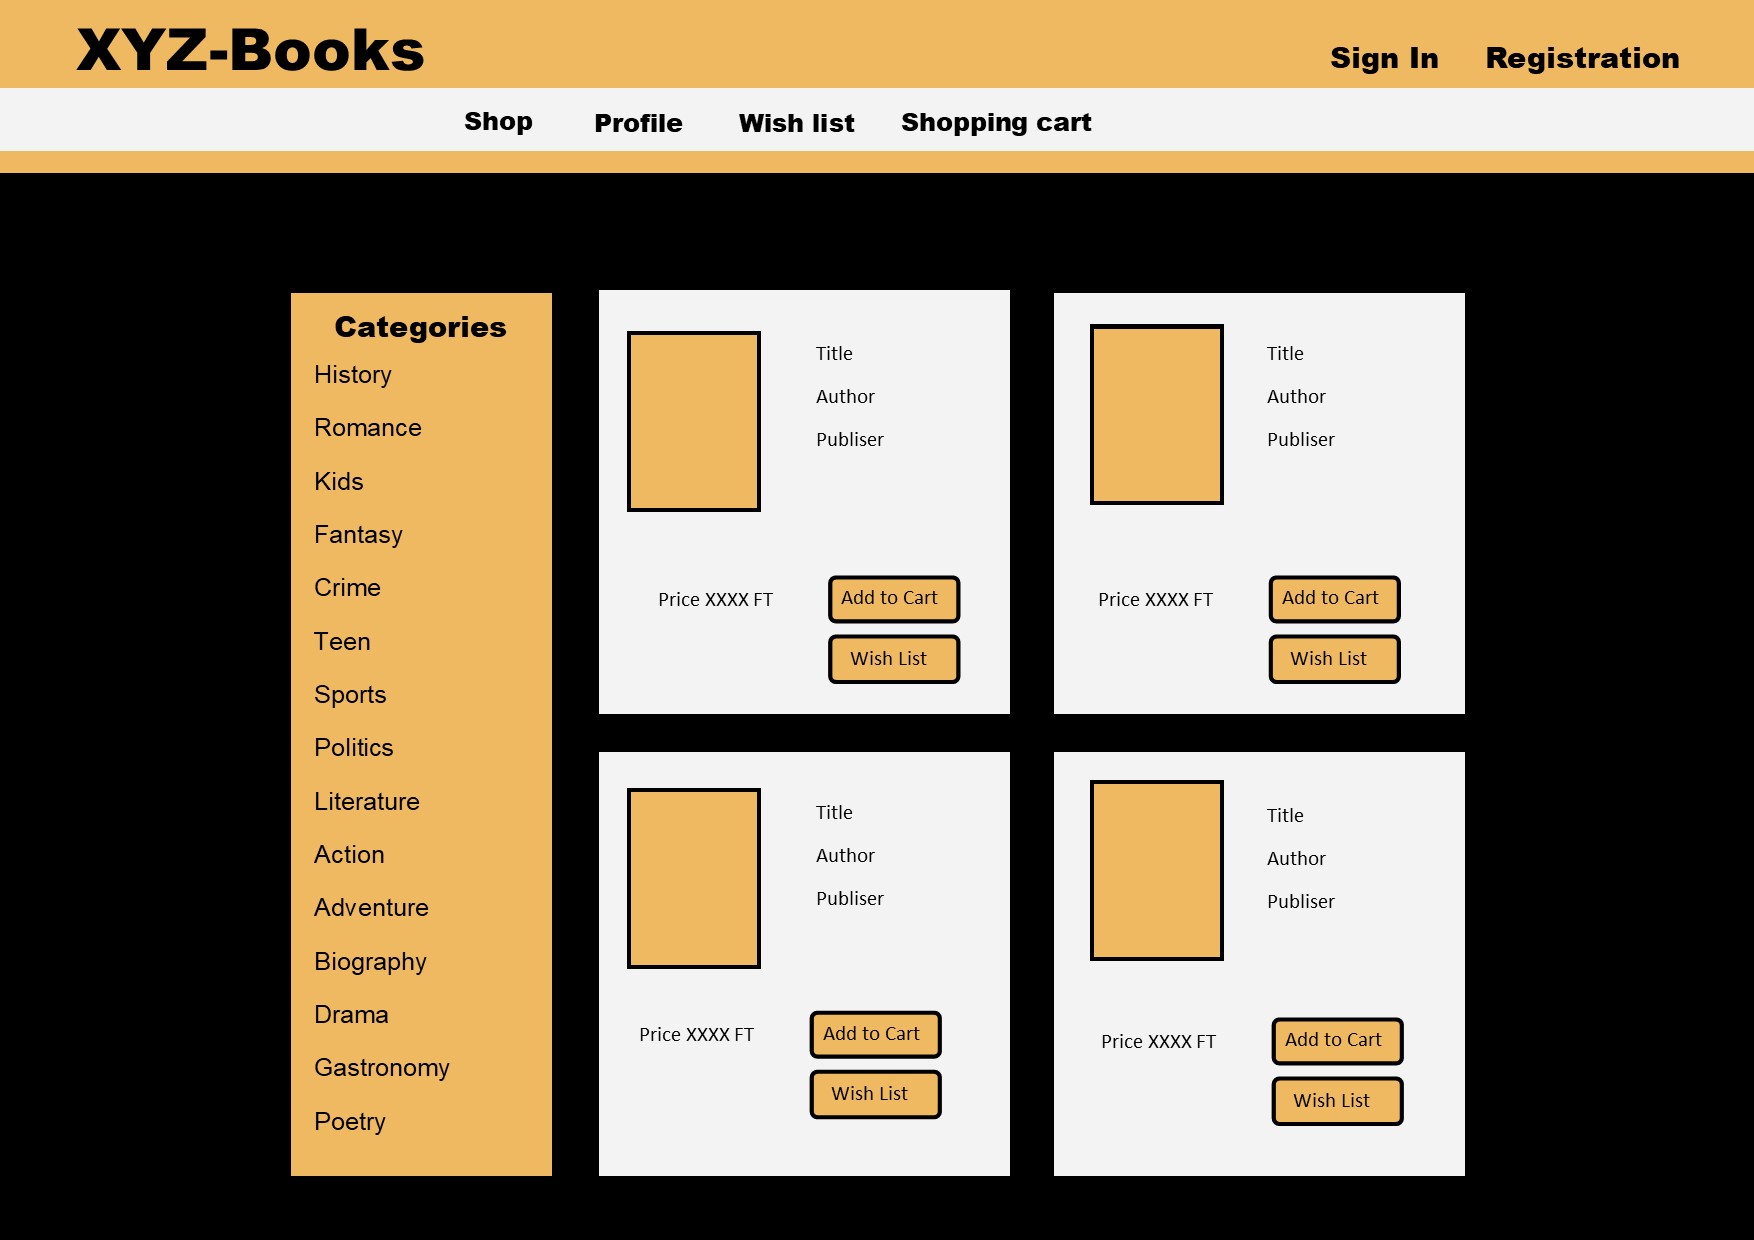 XYZ-Books
Sign In
Registration
Shop
Profile
Wish list
Shopping cart
Categories
History
Romance
Kids
Fantasy
Crime
Teen
Sports
Politics
Literature
Action
Adventure
Biography
Drama
Gastronomy
Poetry
Title
Author
Publiser
Price XXXX FT
Add to Cart
Wish List
Title
Author
Publiser
Price XXXX FT
Add to Cart
Wish List
Title
Author
Publiser
Price XXXX FT
Add to Cart
Wish List
Title
Author
Publiser
Price XXXX FT
Add to Cart
Wish List